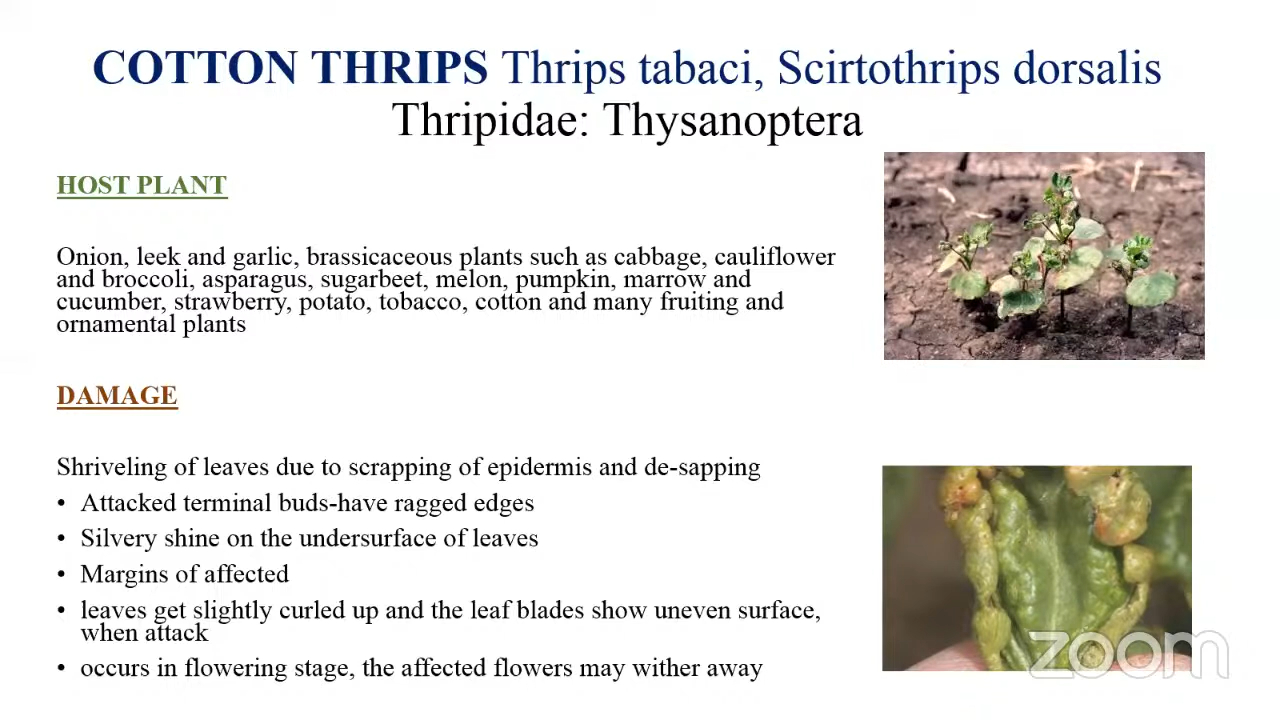 COTTON THRIPS Thrips tabaci, Scirtothrips dorsalis
Thripidae: Thysanoptera
HOST PLANT
Onion, leek and garlic, brassicaceous plants such as cabbage, cauliflower
and broccoli, asparagus, sugarbeet, melon, pumpkin, marrow and
cucumber, strawberry, potato, tobacco, cotton and many fruiting and
ornamental plants
DAMAGE
Shriveling of leaves due to scrapping of epidermis and de-sapping
• Attacked terminal buds-have ragged edges
• Silvery shine on the undersurface of leaves
• Margins of affected
• leaves get slightly curled up and the leaf blades show uneven surface,
when attack
• occurs in flowering stage, the affected flowers may wither away
zoom